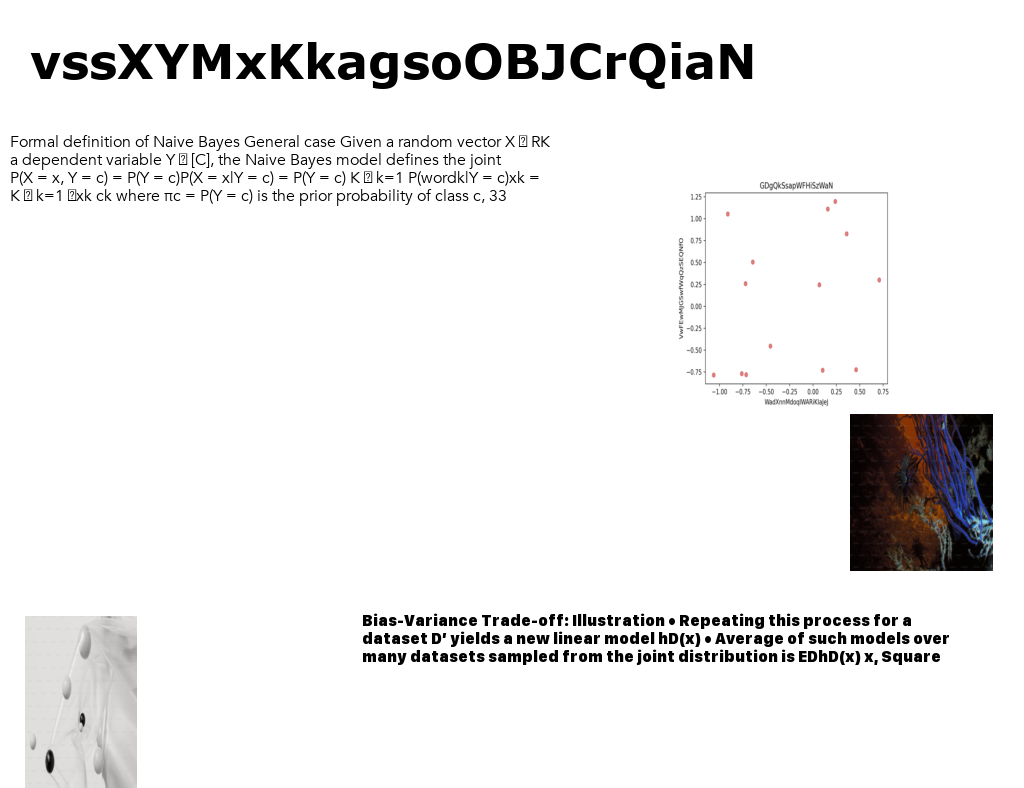 vssXYMxKkagsoOBJCrQiaN
Formal definition of Naive Bayes General case Given a random vector X � RK
a dependent variable Y � [C], the Naive Bayes model defines the joint
P(X = x, Y = c) = P(Y = c)P(X = x|Y = c) = P(Y = c) K � k=1 P(wordk|Y = c)xk =
K � k=1 �xk ck where πc = P(Y = c) is the prior probability of class c, 33
GDgQkSsapWFHiSzWaN
1.25
1.00
0.75
0.50
0.25
0.00
−0.25
−0.50
−0.75
−1.00 −0.75 −0.50 −0.25 0.00 0.25 0.50 0.75
Bias-Variance Trade-off: Illustration • Repeating this process for a
dataset D′ yields a new linear model hD(x) • Average of such models over
many datasets sampled from the joint distribution is EDhD(x) x, Square